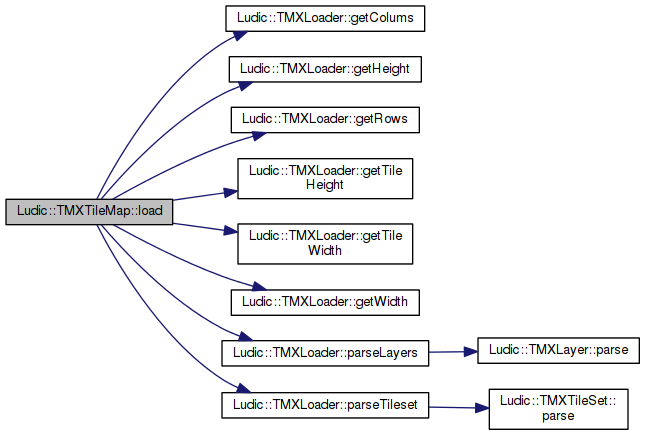 Ludic::TMXLoader::getColums
Ludic::TMXLoader::getHeight
Ludic::TMXLoader::getRows
Ludic::TMXLoader::getTile
Height
Ludic::TMXTileMap::load
Ludic::TMXLoader::getTile
Width
Ludic::TMXLoader::getWidth
Ludic::TMXLoader::parseLayers
Ludic::TMXLayer::parse
Ludic::TMXLoader::parseTileset
Ludic::TMXTileSet::
parse